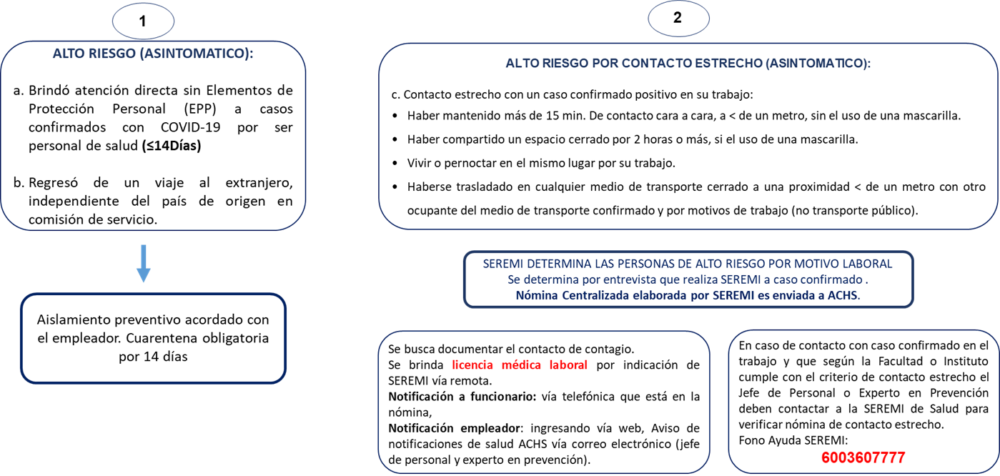 1
ALTO RIESGO (ASINTOMATICO):
a. Brindó atención directa sin Elementos de
Protección Personal (EPP) a casos
confirmados con COVID-19 por ser
personal de salud (≤14Días)
b. Regresó de un viaje al extranjero,
independiente del país de origen en
comisión de servicio.
Aislamiento preventivo acordado con
el empleador. Cuarentena obligatoria
por 14 días
2
ALTO RIESGO POR CONTACTO ESTRECHO (ASINTOMATICO):
c. Contacto estrecho con un caso confirmado positivo en su trabajo:
• Haber mantenido más de 15 min. De contacto cara a cara, a < de un metro, sin el uso de una mascarilla.
• Haber compartido un espacio cerrado por 2 horas o más, si el uso de una mascarilla.
• Vivir o pernoctar en el mismo lugar por su trabajo.
• Haberse trasladado en cualquier medio de transporte cerrado a una proximidad < de un metro con otro
ocupante del medio de transporte confirmado y por motivos de trabajo (no transporte público).
SEREMI DETERMINA LAS PERSONAS DE ALTO RIESGO POR MOTIVO LABORAL
Se determina por entrevista que realiza SEREMI a caso confirmado .
Nómina Centralizada elaborada por SEREMI es enviada a ACHS.
Se busca documentar el contacto de contagio.
Se brinda licencia médica laboral por indicación de
SEREMI vía remota.
Notificación a funcionario: vía telefónica que está en la
nómina,
Notificación empleador: ingresando vía web, Aviso de
notificaciones de salud ACHS vía correo electrónico (jefe
de personal y experto en prevención).
En caso de contacto con caso confirmado en el
trabajo y que según la Facultad o Instituto
cumple con el criterio de contacto estrecho el
Jefe de Personal o Experto en Prevención
deben contactar a la SEREMI de Salud para
verificar nómina de contacto estrecho.
Fono Ayuda SEREMI:
6003607777